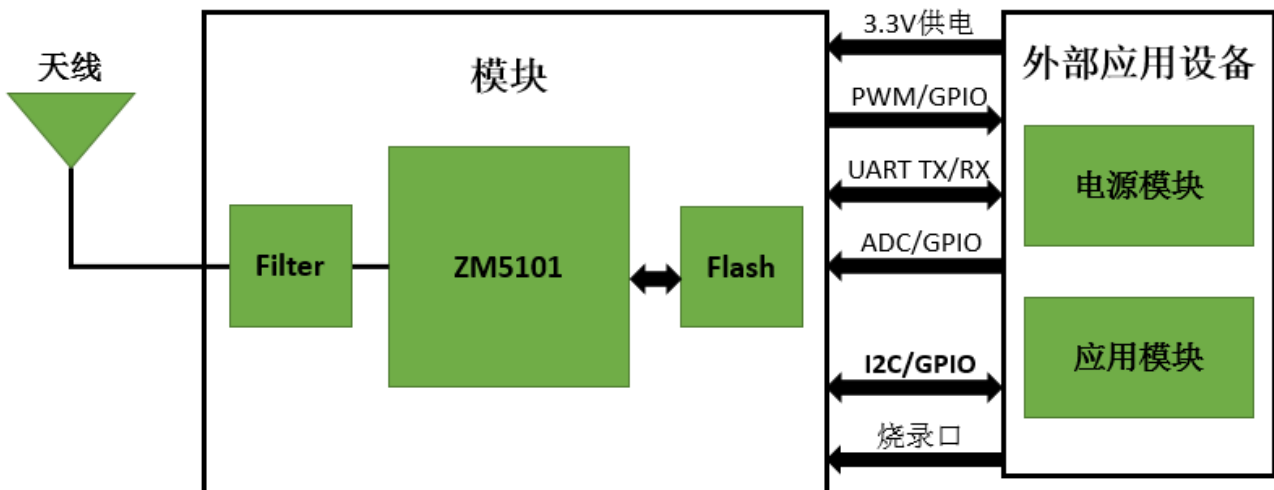 天线
模块
Filter
ZM5101
Flash
3.3V供电
PWM/GPIO
UART TX/RX
ADC/GPIO
I2C/GPIO
烧录口
外部应用设备
电源模块
应用模块